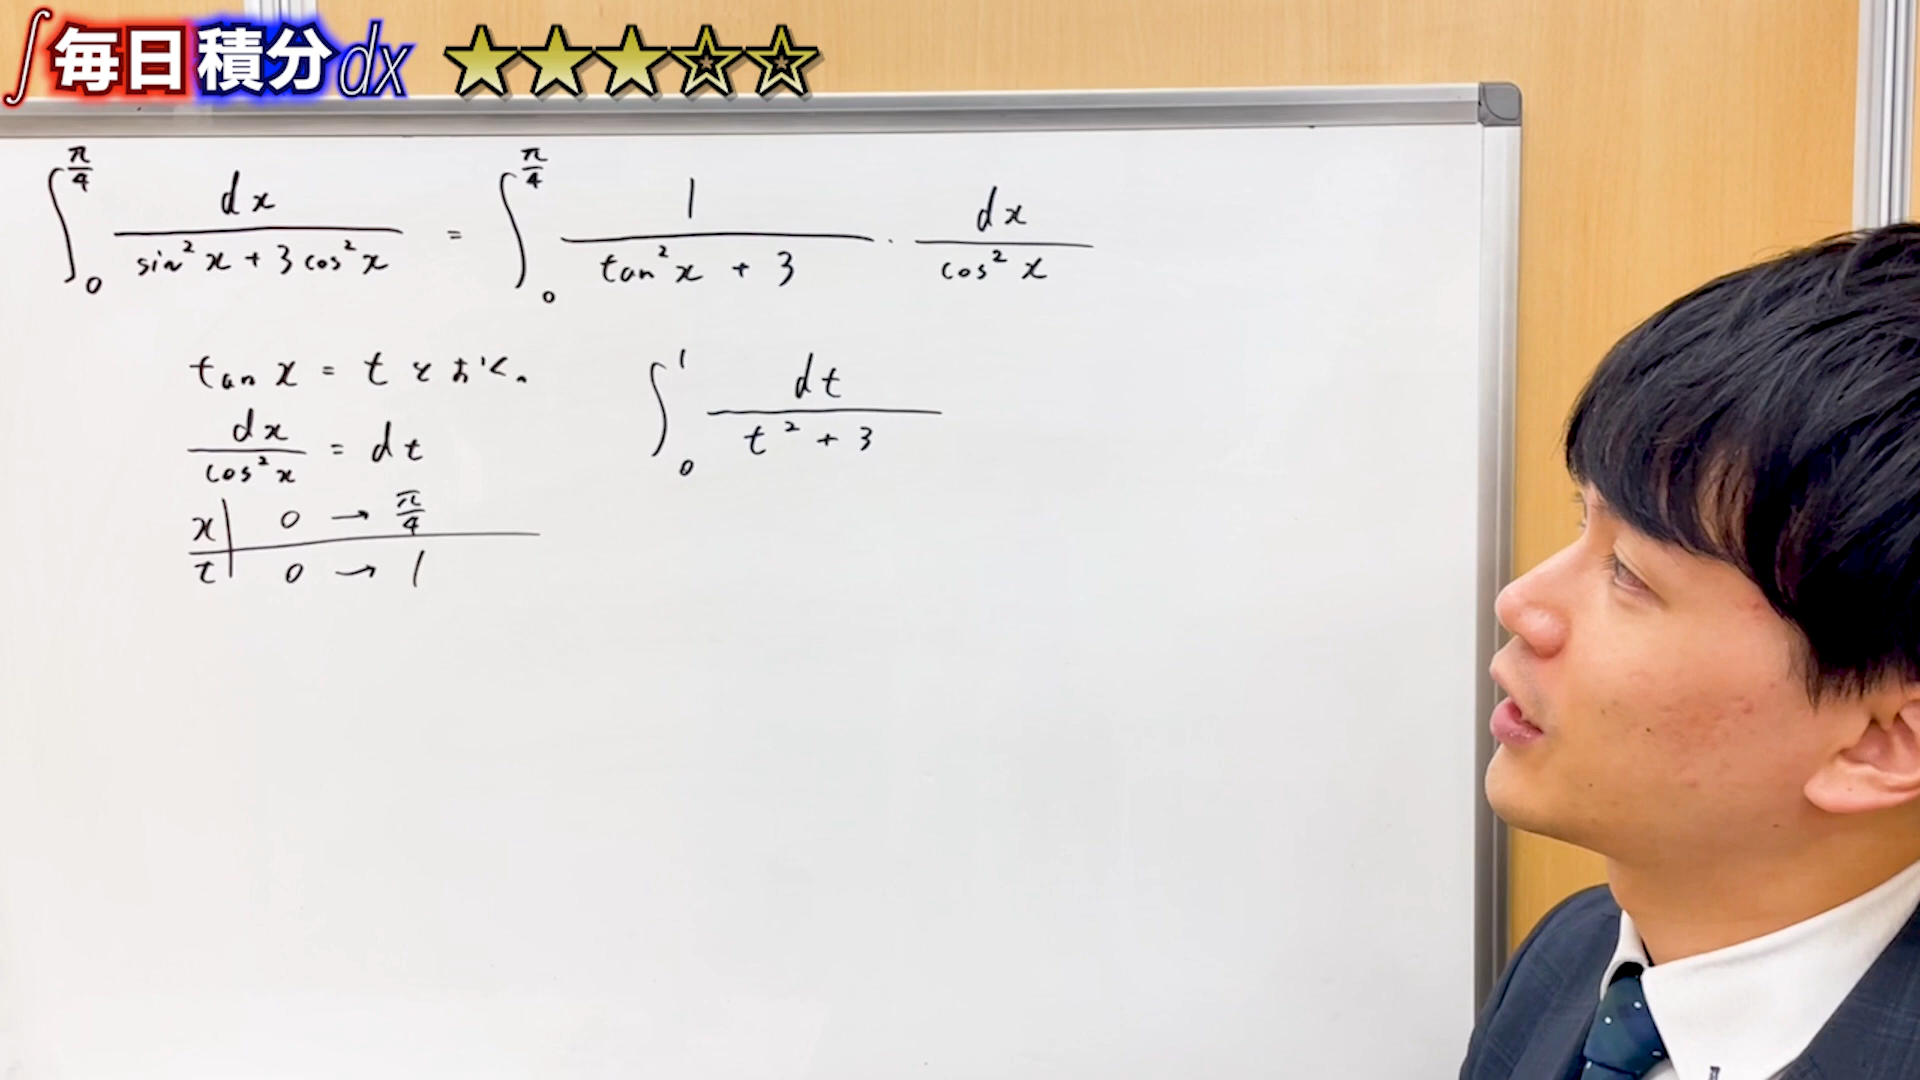 ∫毎日積分dx ★★★☆☆
∫₀^{π/4} dx/(sin²x + 3cos²x) = ∫₀^{π/4} 1/(tan²x + 3) · dx/cos²x
tan x = t とおく。
dx/cos²x = dt
x | 0 → π/4
t | 0 → 1
∫₀¹ dt/(t² + 3)